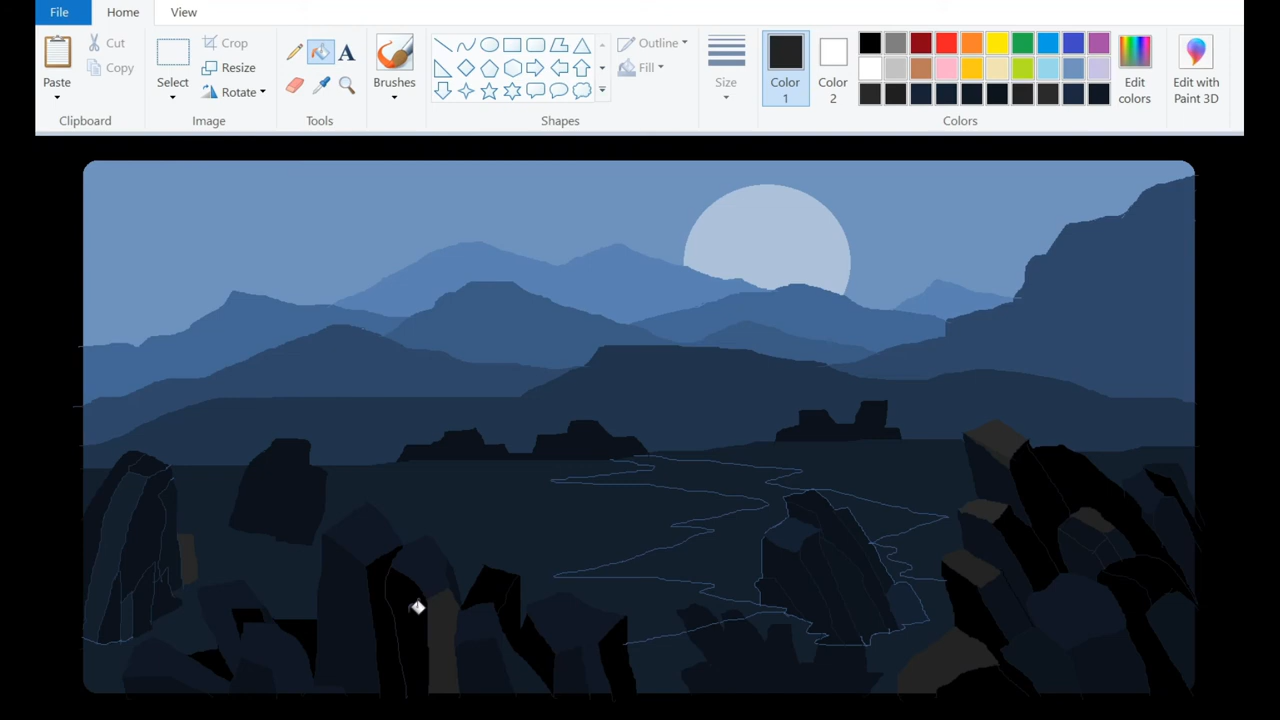 File Home View
Paste
Cut
Copy
Clipboard
Select
Crop
Resize
Rotate
Image
A
Tools
Brushes
Outline
Fill
Shapes
Size
Color 1
Color 2
Edit colors
Colors
Edit with Paint 3D